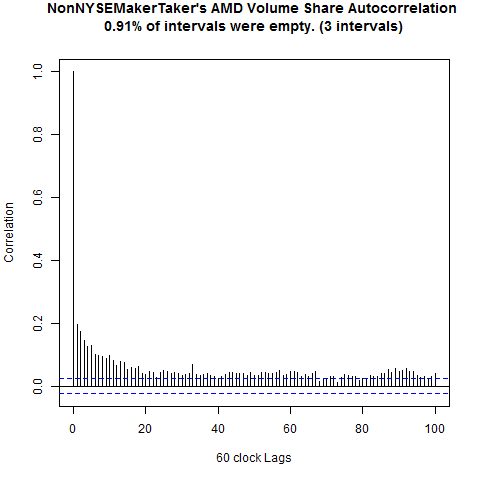 NonNYSEMakerTaker's AMD Volume Share Autocorrelation
0.91% of intervals were empty. (3 intervals)
Correlation
1.0
0.8
0.6
0.4
0.2
0.0
0 20 40 60 80 100
60 clock Lags